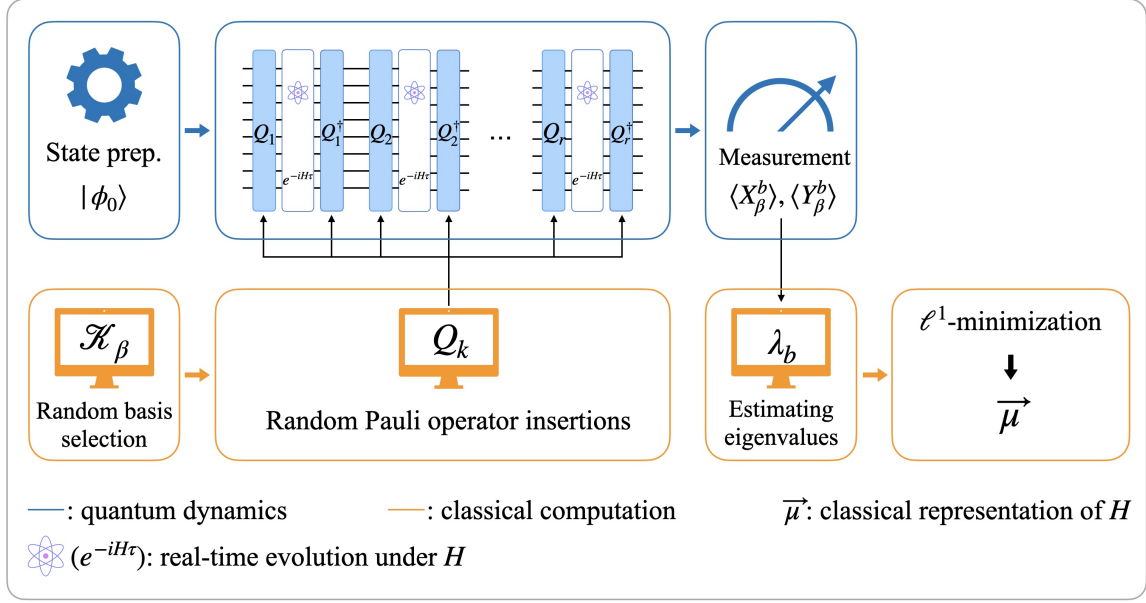 State prep.
|ϕ₀⟩
Q₁ e^{-iHτ} Q₁† Q₂ e^{-iHτ} Q₂† ... Qᵣ e^{-iHτ} Qᵣ†
Measurement
⟨X_β^b⟩, ⟨Y_β^b⟩
𝒦_β
Random basis
selection
Q_k
Random Pauli operator insertions
λ_b
Estimating
eigenvalues
ℓ¹-minimization
μ⃗
: quantum dynamics
: classical computation
μ⃗: classical representation of H
(e^{-iHτ}): real-time evolution under H